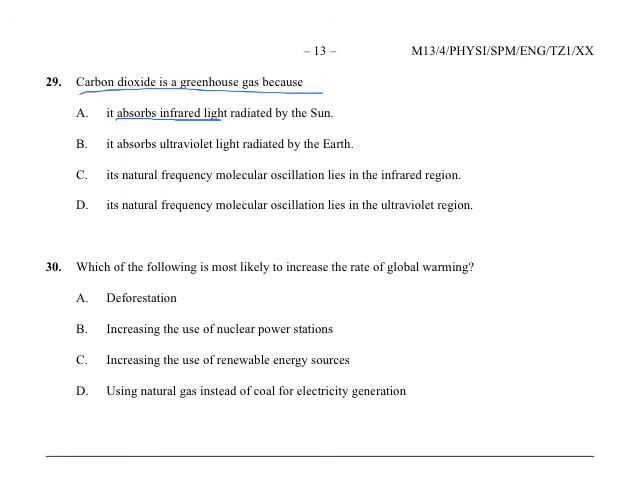 – 13 –
M13/4/PHYSI/SPM/ENG/TZ1/XX
29. Carbon dioxide is a greenhouse gas because
A. it absorbs infrared light radiated by the Sun.
B. it absorbs ultraviolet light radiated by the Earth.
C. its natural frequency molecular oscillation lies in the infrared region.
D. its natural frequency molecular oscillation lies in the ultraviolet region.
30. Which of the following is most likely to increase the rate of global warming?
A. Deforestation
B. Increasing the use of nuclear power stations
C. Increasing the use of renewable energy sources
D. Using natural gas instead of coal for electricity generation